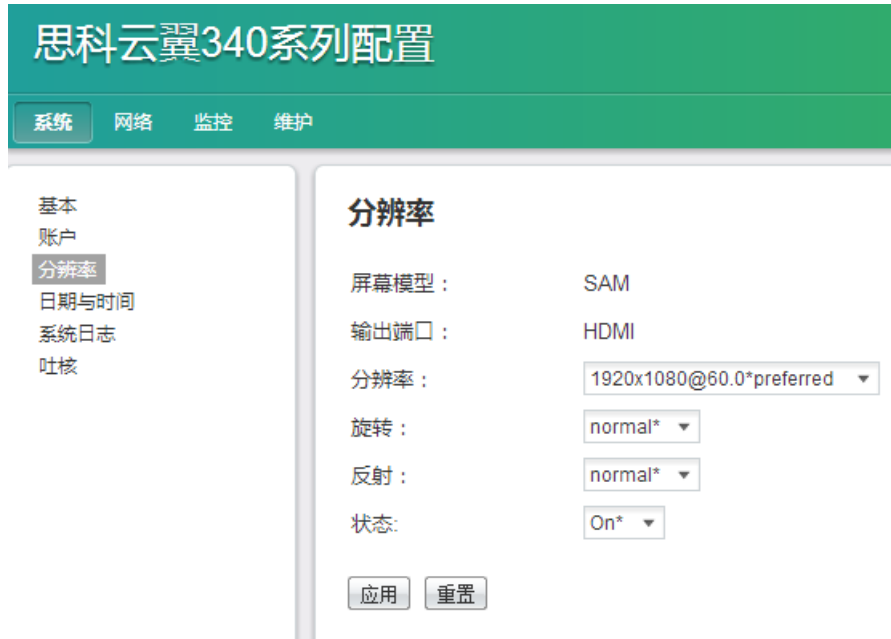 思科云翼340系列配置
系统 网络 监控 维护
基本
账户
分辨率
日期与时间
系统日志
吐核
分辨率
屏幕模型： SAM
输出端口： HDMI
分辨率： 1920x1080@60.0*preferred
旋转： normal*
反射： normal*
状态: On*
应用 重置